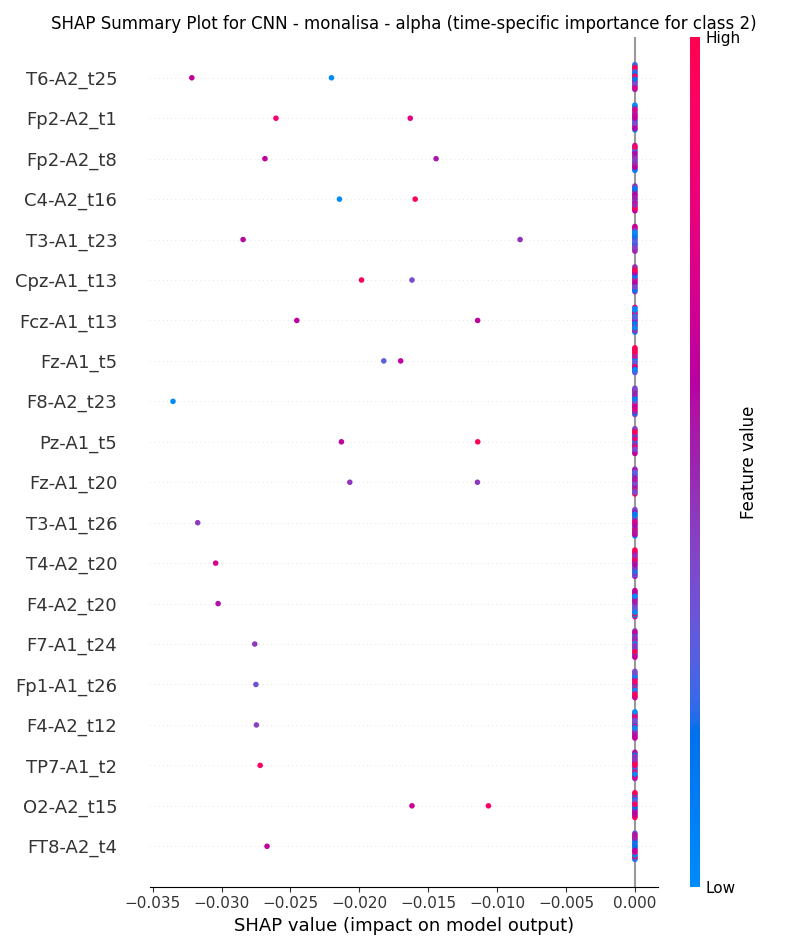 SHAP Summary Plot for CNN - monalisa - alpha (time-specific importance for class 2)
High
T6-A2_t25
Fp2-A2_t1
Fp2-A2_t8
C4-A2_t16
T3-A1_t23
Cpz-A1_t13
Fcz-A1_t13
Fz-A1_t5
F8-A2_t23
Pz-A1_t5
Fz-A1_t20
T3-A1_t26
T4-A2_t20
F4-A2_t20
F7-A1_t24
Fp1-A1_t26
F4-A2_t12
TP7-A1_t2
O2-A2_t15
FT8-A2_t4
Feature value
Low
−0.035 −0.030 −0.025 −0.020 −0.015 −0.010 −0.005 0.000
SHAP value (impact on model output)